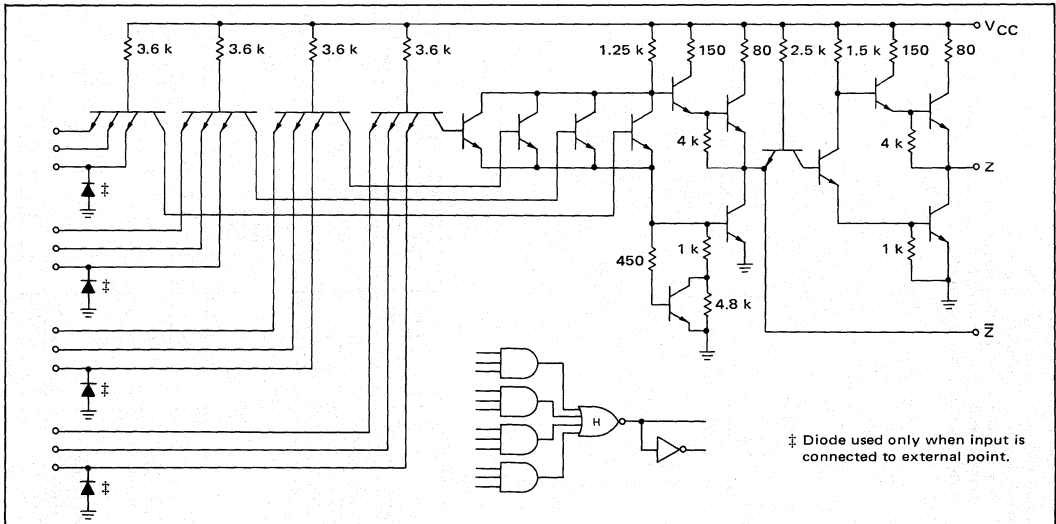 VCC
3.6 k 3.6 k 3.6 k 3.6 k 1.25 k 150 80 2.5 k 1.5 k 150 80
4 k 4 k
Z
‡
450 1 k 1 k
‡
4.8 k
Z̅
‡
H
‡ Diode used only when input is
connected to external point.
‡